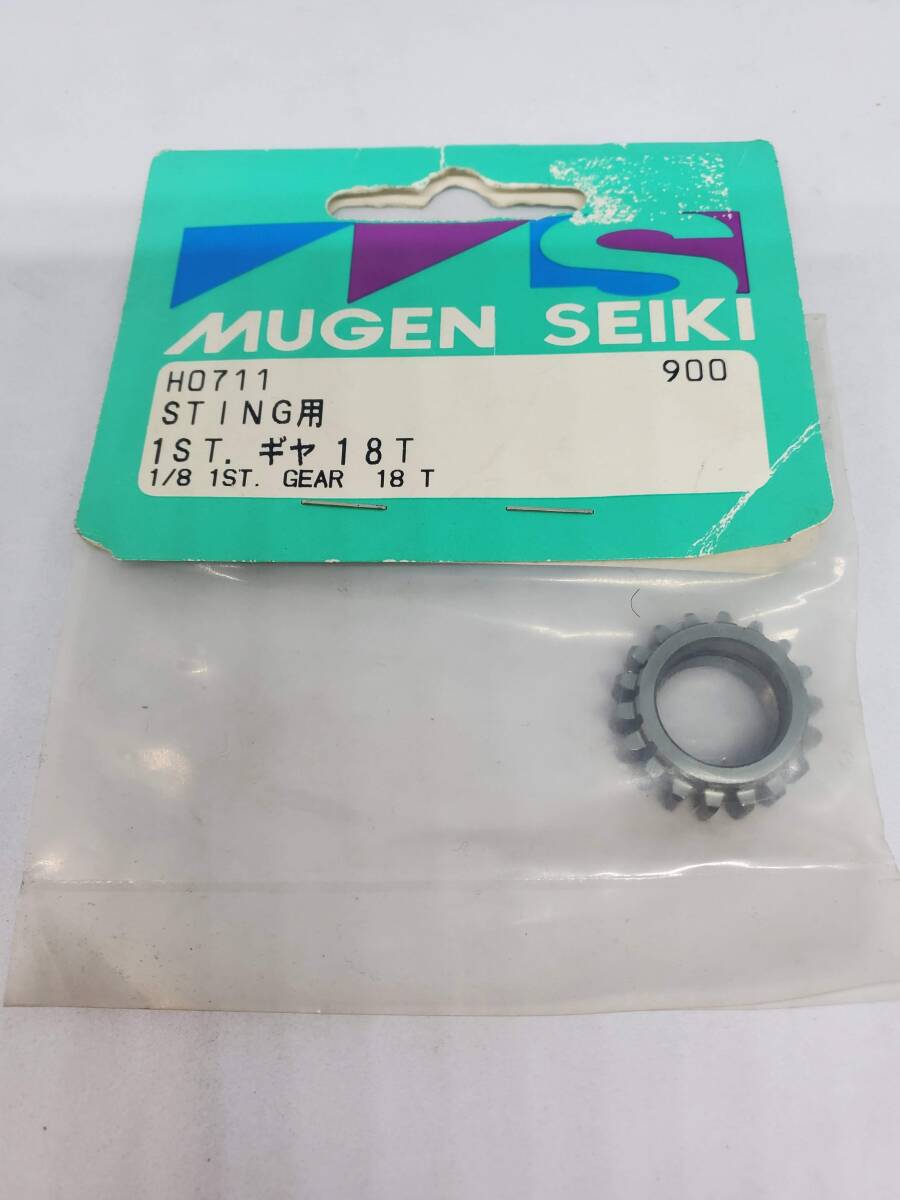 MUGEN SEIKI
H0711 900
STING用
1ST. ギヤ 18T
1/8 1ST. GEAR 18 T